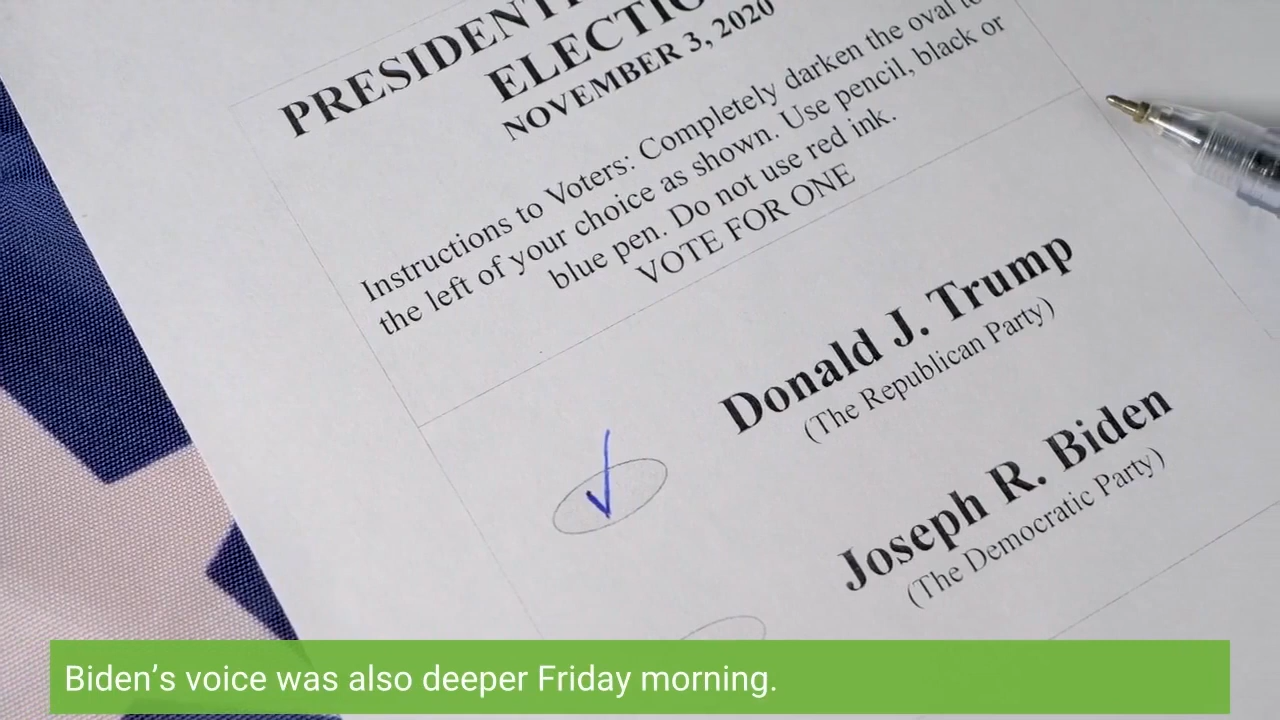 ELECTIO
NOVEMBER 3, 2020
Instructions to Voters: Completely darken the oval to
the left of your choice as shown. Use pencil, black or
blue pen. Do not use red ink.
VOTE FOR ONE
Donald J. Trump
(The Republican Party)
Joseph R. Biden
(The Democratic Party)
Biden’s voice was also deeper Friday morning.